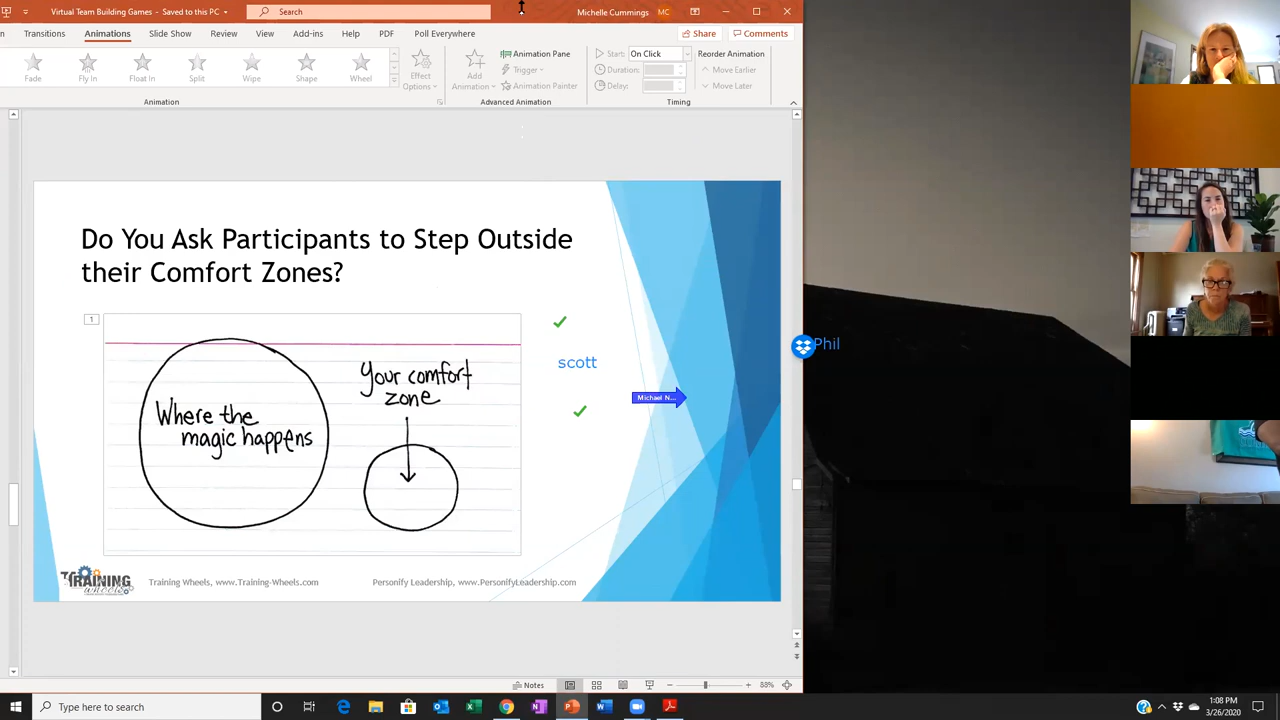 Virtual Team Building Games - Saved to this PC
Search
Michelle Cummings MC
Transitions Animations Slide Show Review View Add-ins Help PDF Poll Everywhere Share Comments
Fade Fly In Float In Split Wipe Shape Wheel
Effect
Options
Add
Animation
Animation Pane
Trigger
Animation Painter
Start: On Click
Duration:
Delay:
Reorder Animation
Move Earlier
Move Later
Animation Advanced Animation Timing
Do You Ask Participants to Step Outside
their Comfort Zones?
1
Where the
magic happens
Your comfort
zone
scott
Michael N...
Phil
TRAINING
wheels
Training Wheels, www.Training-Wheels.com Personify Leadership, www.PersonifyLeadership.com
Notes 88%
Type here to search
1:08 PM
3/26/2020